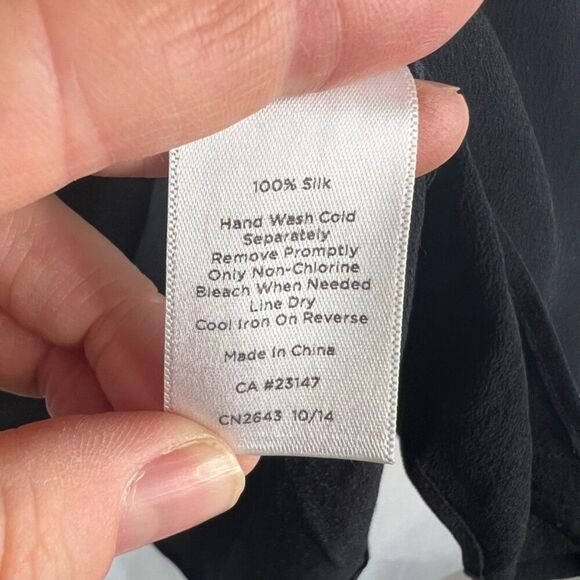 100% Silk
Hand Wash Cold
Separately
Remove Promptly
Only Non-Chlorine
Bleach When Needed
Line Dry
Cool Iron On Reverse
Made in China
CA #23147
CN2643 10/14